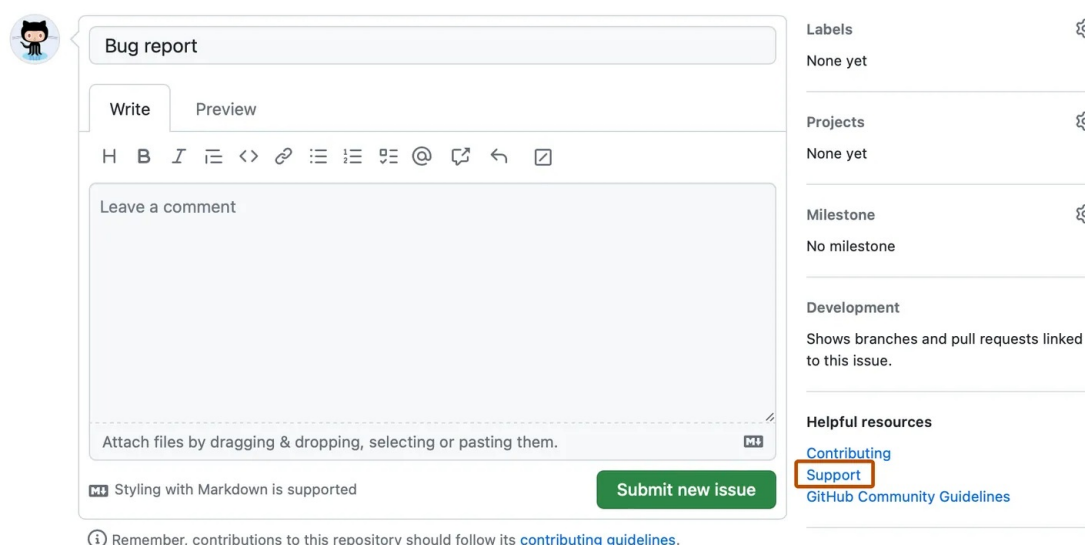 Bug report
Write Preview
H B I @
Leave a comment
Attach files by dragging & dropping, selecting or pasting them.
Styling with Markdown is supported
Submit new issue
Remember, contributions to this repository should follow its contributing guidelines.
Labels
None yet
Projects
None yet
Milestone
No milestone
Development
Shows branches and pull requests linked
to this issue.
Helpful resources
Contributing
Support
GitHub Community Guidelines